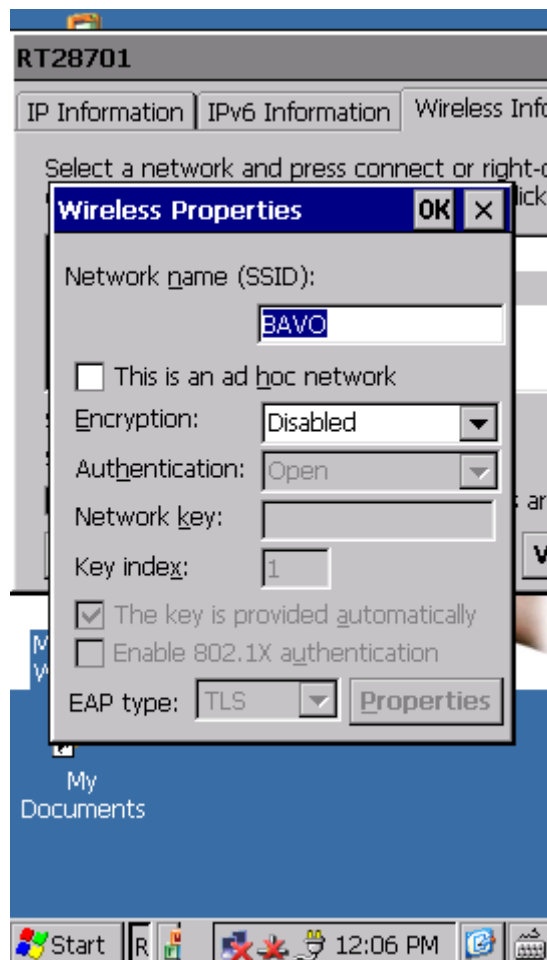 RT28701
IP Information IPv6 Information Wireless Info
Select a network and press connect or right-c
lick
Wireless Properties OK
Network name (SSID):
BAVO
This is an ad hoc network
Encryption: Disabled
Authentication: Open
ar
Network key:
V
Key index: 1
The key is provided automatically
M
Enable 802.1X authentication
W
EAP type: TLS Properties
My
Documents
Start R 12:06 PM